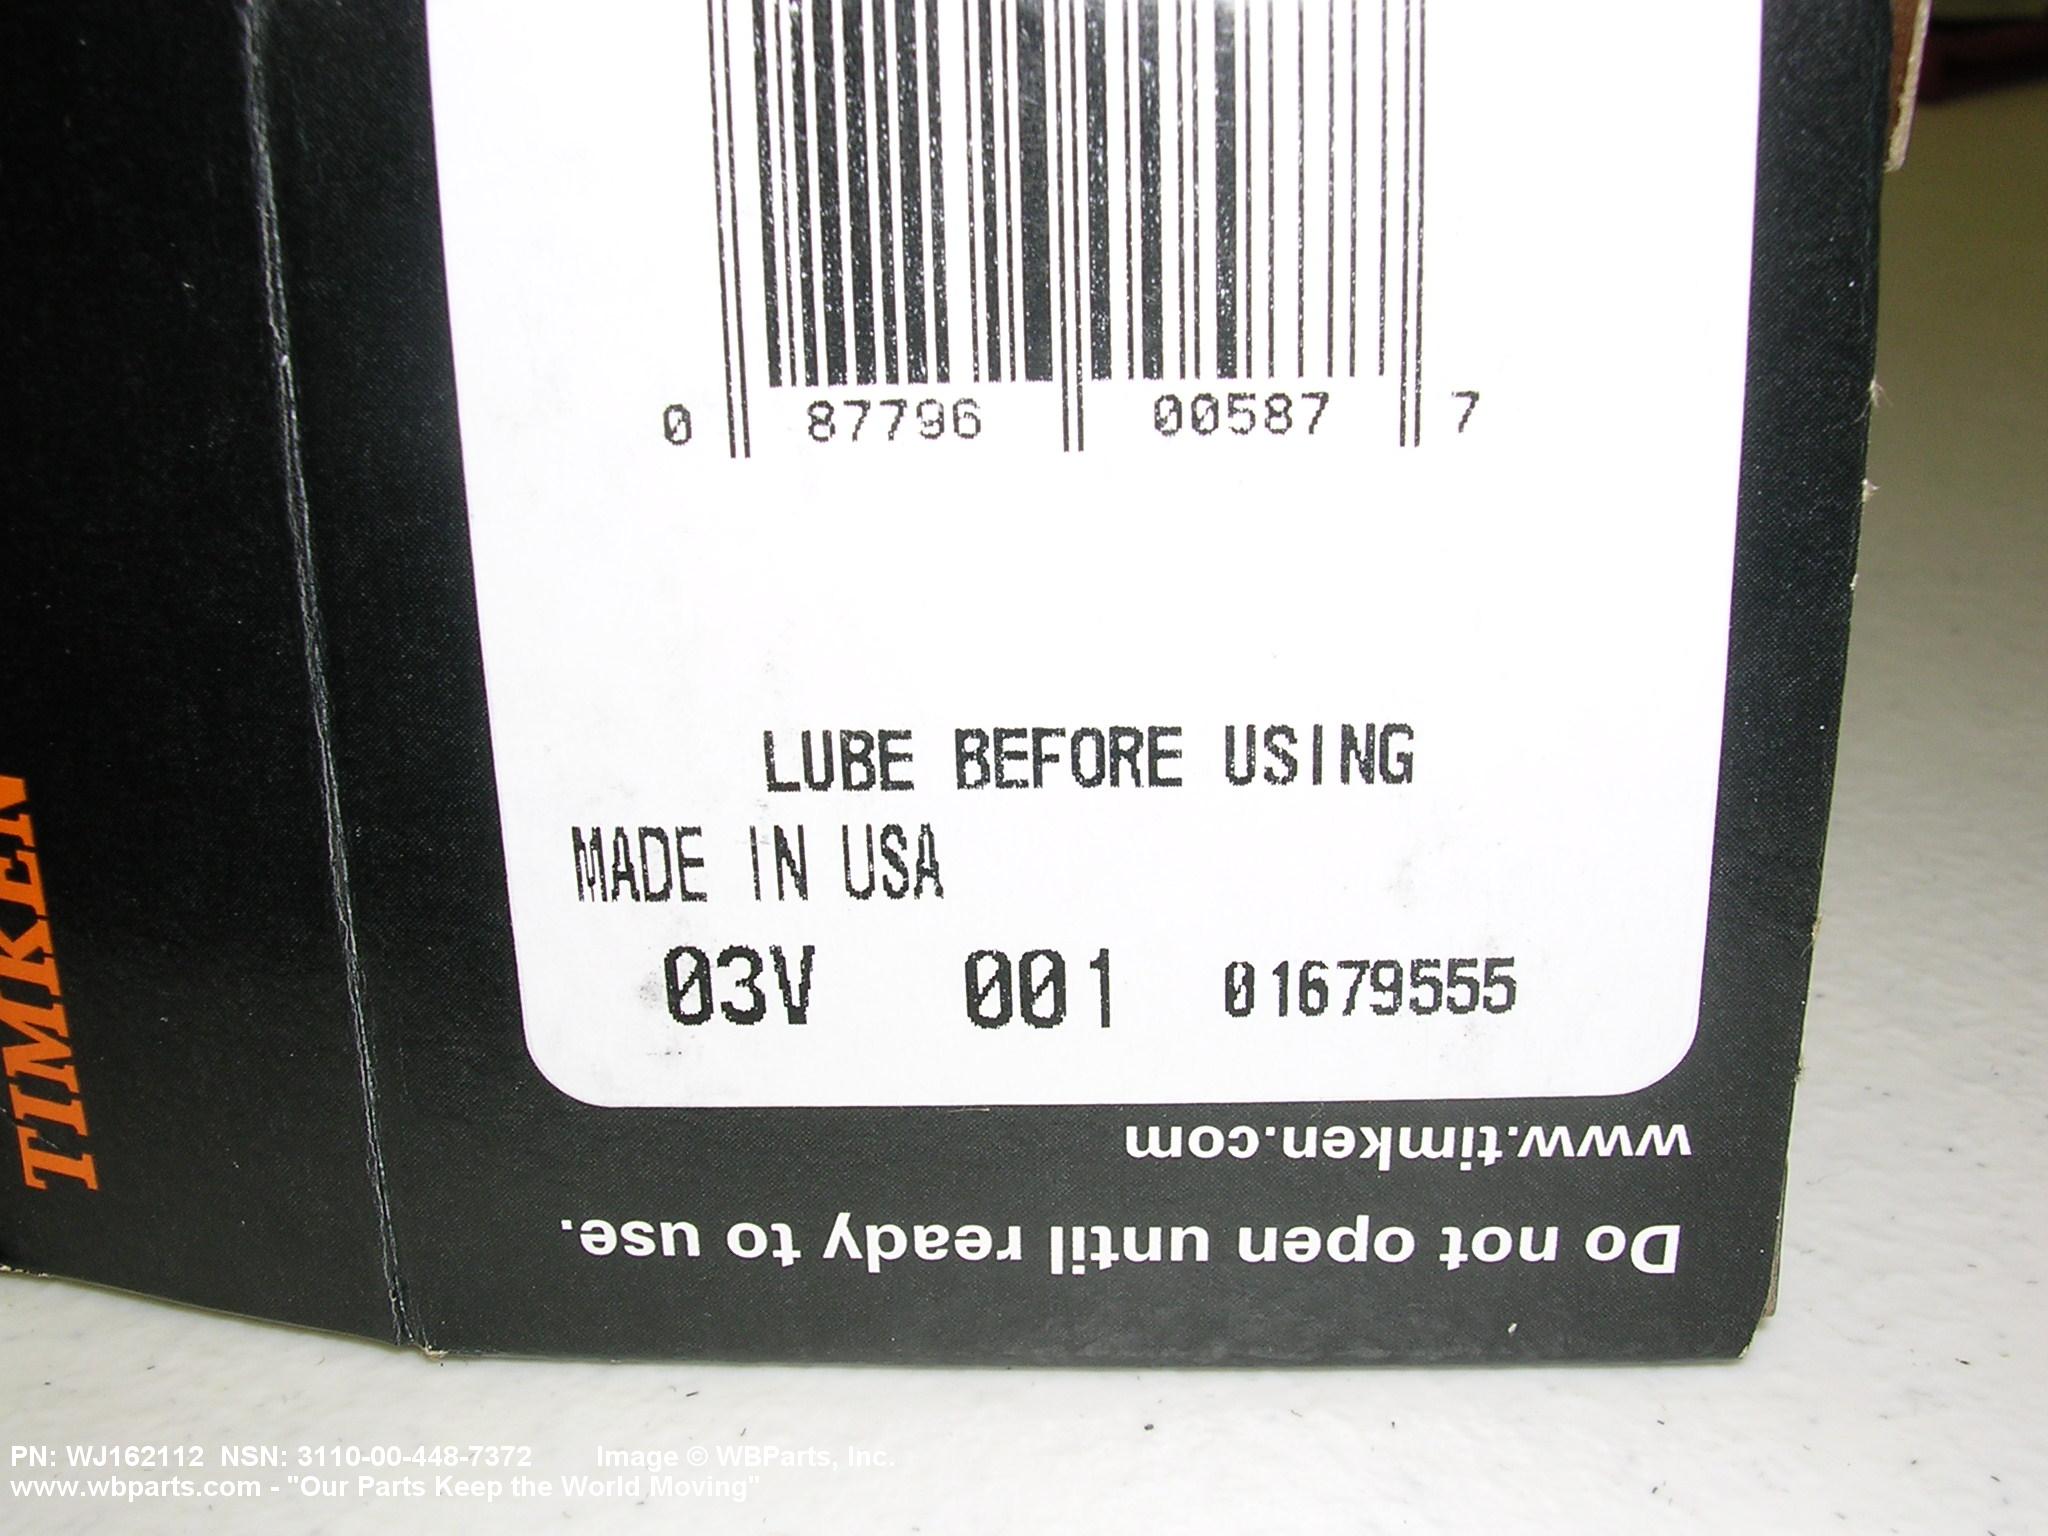 0 87796 00587 7
LUBE BEFORE USING
MADE IN USA
03V 001 01679555
www.timken.com
Do not open until ready to use.
TIMKEN
PN: WJ162112 NSN: 3110-00-448-7372 Image © WBParts, Inc.
www.wbparts.com - "Our Parts Keep the World Moving"